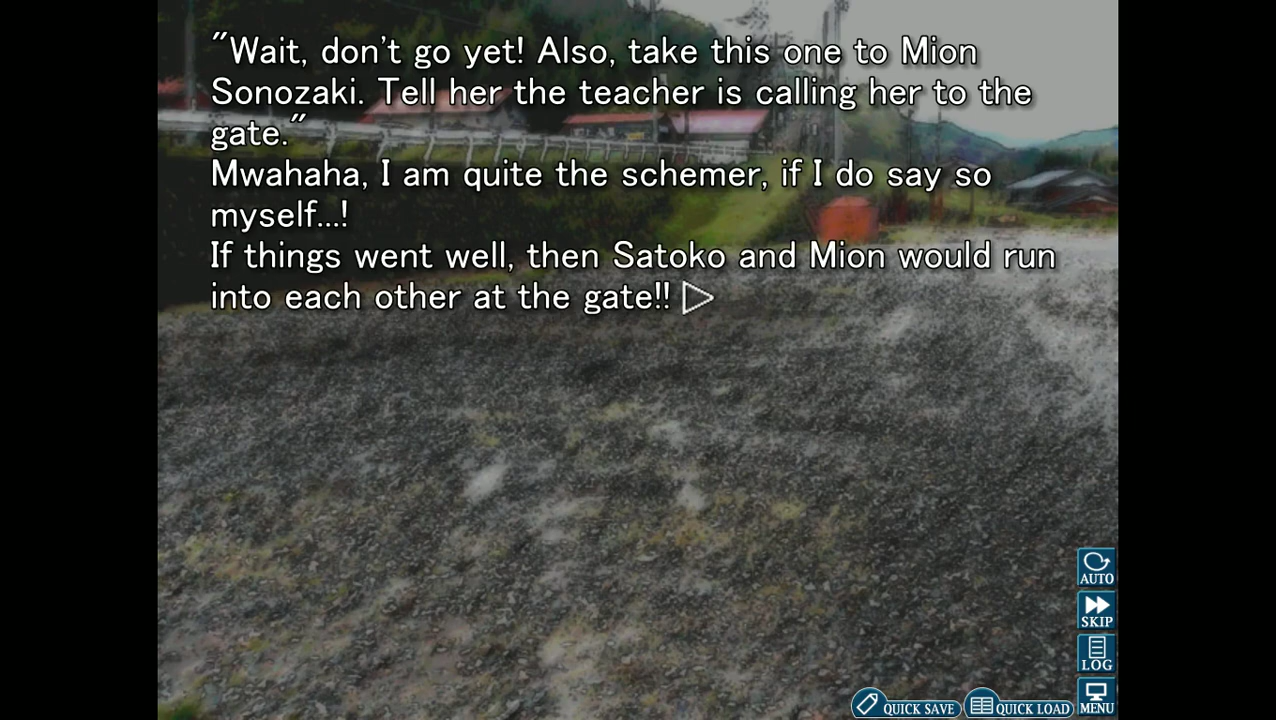 "Wait, don't go yet! Also, take this one to Mion
Sonozaki. Tell her the teacher is calling her to the
gate."
Mwahaha, I am quite the schemer, if I do say so
myself...!
If things went well, then Satoko and Mion would run
into each other at the gate!!
AUTO
SKIP
LOG
MENU
QUICK SAVE
QUICK LOAD